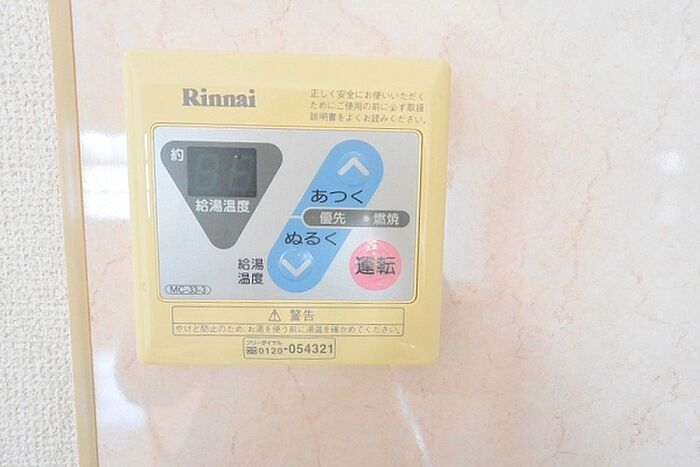 Rinnai
正しく安全にお使いいただく
ためにご使用の前に必ず取扱
説明書をよくお読みください。
約
給湯温度
あつく
優先 燃焼
ぬるく
給湯
温度
運転
MC-33-3
⚠ 警告
やけど防止のため、お湯を使う前に湯温を確かめてください。
フリーダイヤル
0120-054321